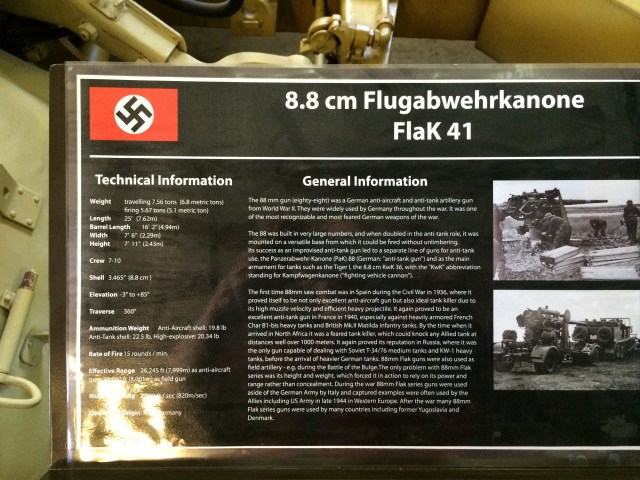 8.8 cm Flugabwehrkanone
FlaK 41
Technical Information
Weight travelling 7.56 tons (6.8 metric tons)
firing 5.67 tons (5.1 metric ton)
Length 25' (7.62m)
Barrel Length 16' 2"(4.94m)
Width 7' 6" (2.29m)
Height 7' 11" (2.43m)
Crew 7-10
Shell 3.465" (8.8 cm )
Elevation -3° to +85°
Traverse 360°
Ammunition Weight Anti-Aircraft shell: 19.8 lb
Anti-Tank shell: 22.5 lb, High-explosive: 20.34 lb
Rate of Fire 15 rounds / min.
Effective Range 26,245 ft (7,999m) as anti-aircraft
(8,001m) as field gun
/ sec (820m/sec)
Origin Germany
General Information
The 88 mm gun (eighty-eight) was a German anti-aircraft and anti-tank artillery gun
from World War II. They were widely used by Germany throughout the war. It was one
of the most recognizable and most feared German weapons of the war.
The 88 was built in very large numbers, and when doubled in the anti-tank role, it was
mounted on a versatile base from which it could be fired without unlimbering.
Its success as an improvised anti-tank gun led to a separate line of guns for anti-tank
use, the Panzerabwehr-Kanone (PaK) 88 (German: "anti-tank gun") and as the main
armament for tanks such as the Tiger I, the 8.8 cm KwK 36, with the "KwK" abbreviation
standing for Kampfwagenkanone ("fighting vehicle cannon").
The first time 88mm saw combat was in Spain during the Civil War in 1936, where it
proved itself to be not only excellent anti-aircraft gun but also ideal tank killer due to
its high muzzle velocity and efficient heavy projectile. It again proved to be an
excellent anti-tank gun in France in 1940, especially against heavily armored French
Char B1-bis heavy tanks and British Mk.II Matilda infantry tanks. By the time when it
arrived in North Africa it was a feared tank killer, which could knock any Allied tank at
distances well over 1000 meters. It again proved its reputation in Russia, where it was
the only gun capable of dealing with Soviet T-34/76 medium tanks and KW-1 heavy
tanks, before the arrival of heavier German tanks. 88mm Flak guns were also used as
field artillery - e.g. during the Battle of the Bulge.The only problem with 88mm Flak
series was its height and weight, which forced it in action to rely on its power and
range rather than concealment. During the war 88mm Flak series guns were used
aside of the German Army by Italy and captured examples were often used by the
Allies including US Army in late 1944 in Western Europe. After the war many 88mm
Flak series guns were used by many countries including former Yugoslavia and
Denmark.